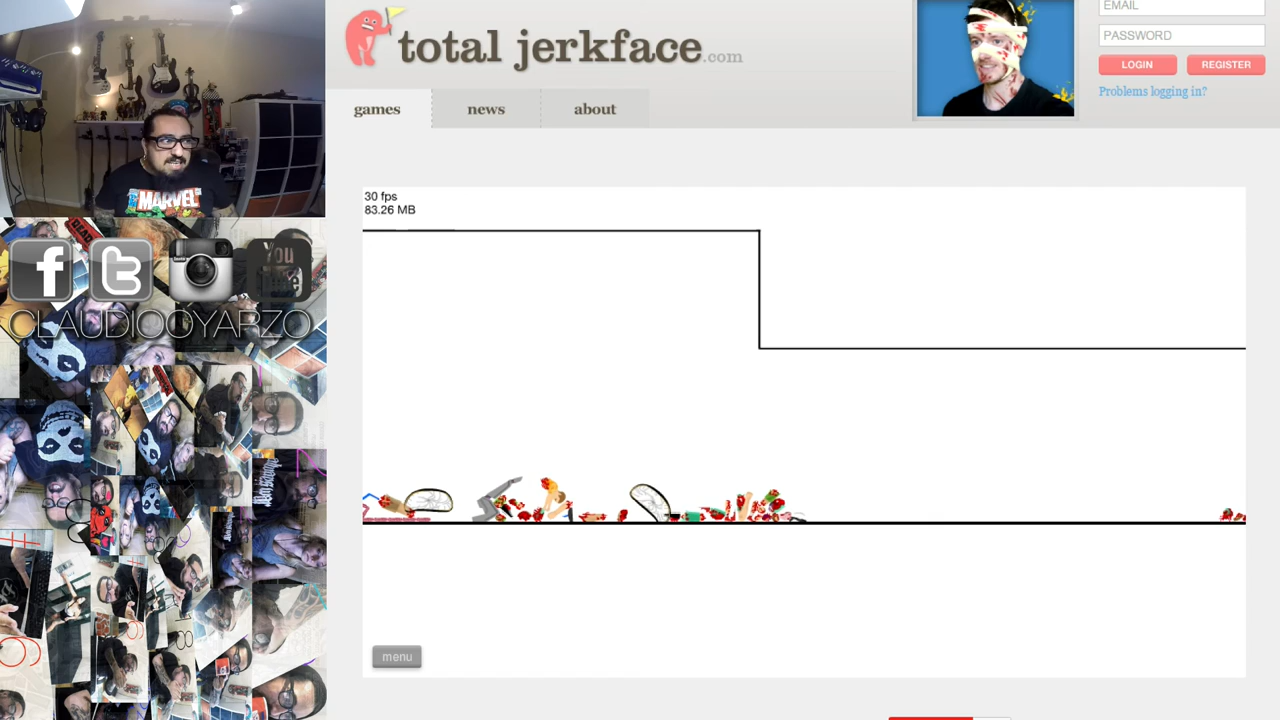 total jerkface.com
EMAIL
PASSWORD
LOGIN
REGISTER
Problems logging in?
games
news
about
30 fps
83.26 MB
MARVEL
f
t
You
CLAUDIOOYARZO
menu